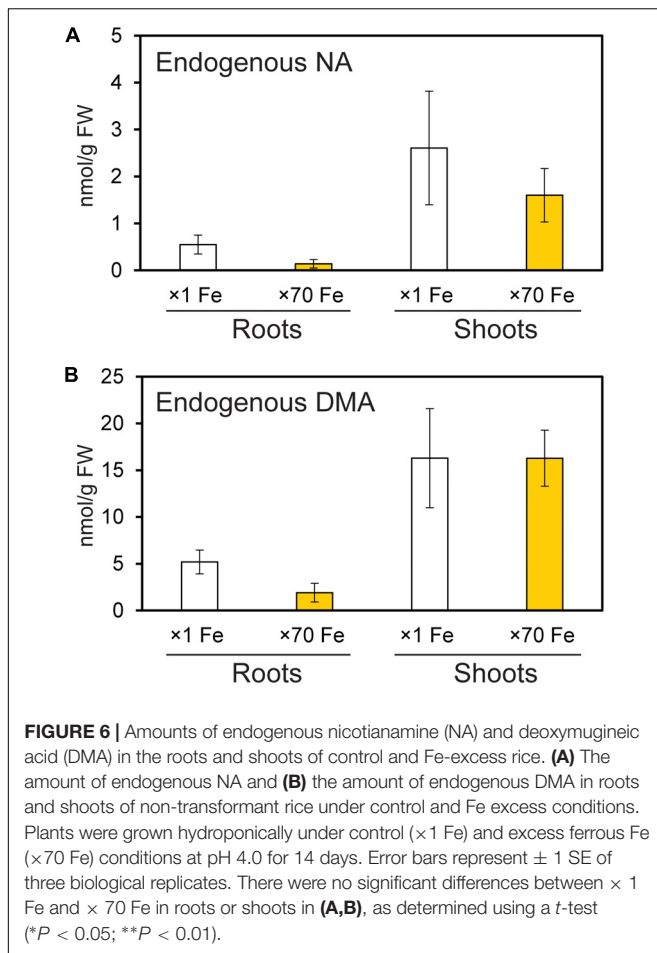 A
Endogenous NA
nmol/g FW
5
4
3
2
1
0
×1 Fe ×70 Fe ×1 Fe ×70 Fe
Roots Shoots
B
Endogenous DMA
nmol/g FW
25
20
15
10
5
0
×1 Fe ×70 Fe ×1 Fe ×70 Fe
Roots Shoots
FIGURE 6 | Amounts of endogenous nicotianamine (NA) and deoxymugineic
acid (DMA) in the roots and shoots of control and Fe-excess rice. (A) The
amount of endogenous NA and (B) the amount of endogenous DMA in roots
and shoots of non-transformant rice under control and Fe excess conditions.
Plants were grown hydroponically under control (×1 Fe) and excess ferrous Fe
(×70 Fe) conditions at pH 4.0 for 14 days. Error bars represent ± 1 SE of
three biological replicates. There were no significant differences between × 1
Fe and × 70 Fe in roots or shoots in (A,B), as determined using a t-test
(*P < 0.05; **P < 0.01).